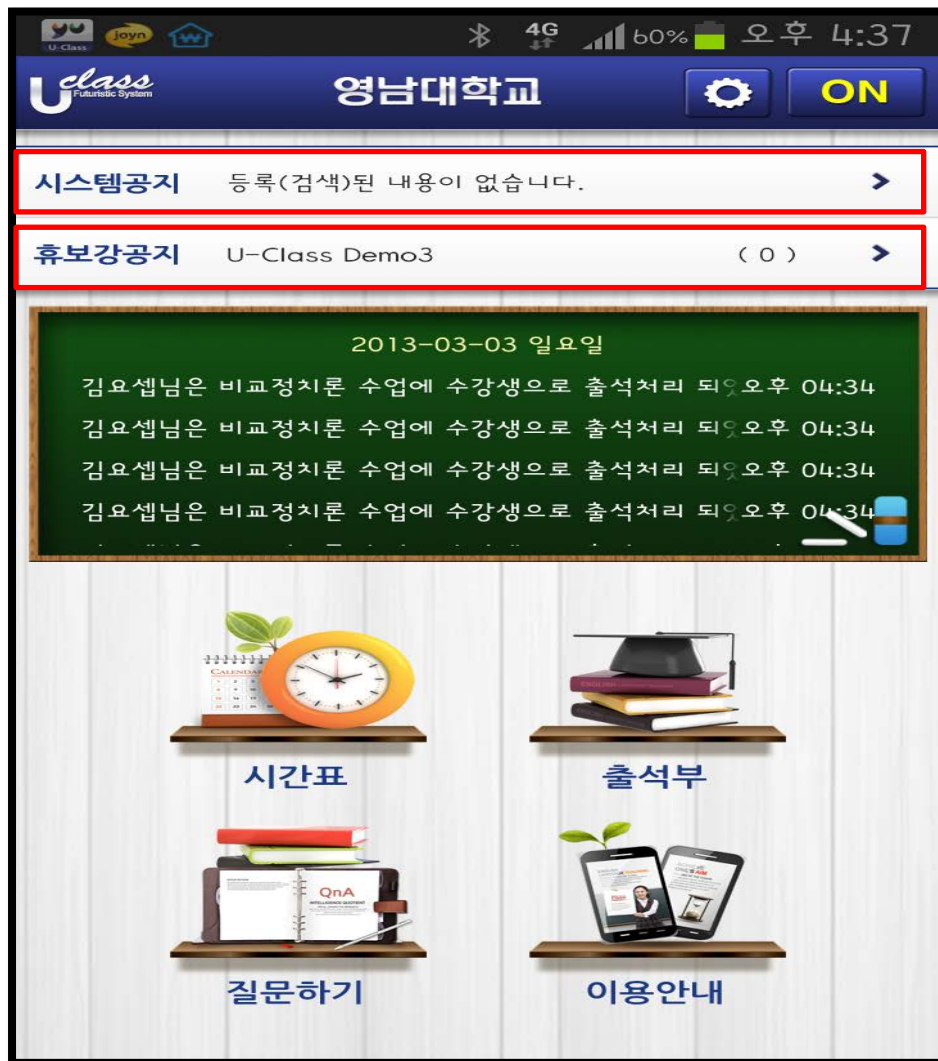 yu U-Class joyn 4G 60% 오후 4:37
Uclass Futuristic System 영남대학교 ON
시스템공지 등록(검색)된 내용이 없습니다.
휴보강공지 U-Class Demo3 ( 0 )
2013-03-03 일요일
김요셉님은 비교정치론 수업에 수강생으로 출석처리 되 오후 04:34
김요셉님은 비교정치론 수업에 수강생으로 출석처리 되 오후 04:34
김요셉님은 비교정치론 수업에 수강생으로 출석처리 되 오후 04:34
김요셉님은 비교정치론 수업에 수강생으로 출석처리 되 오후 04:34
CALENDAR
시간표 출석부
QnA
INTELLIGENCE QUOTIENT
질문하기 이용안내